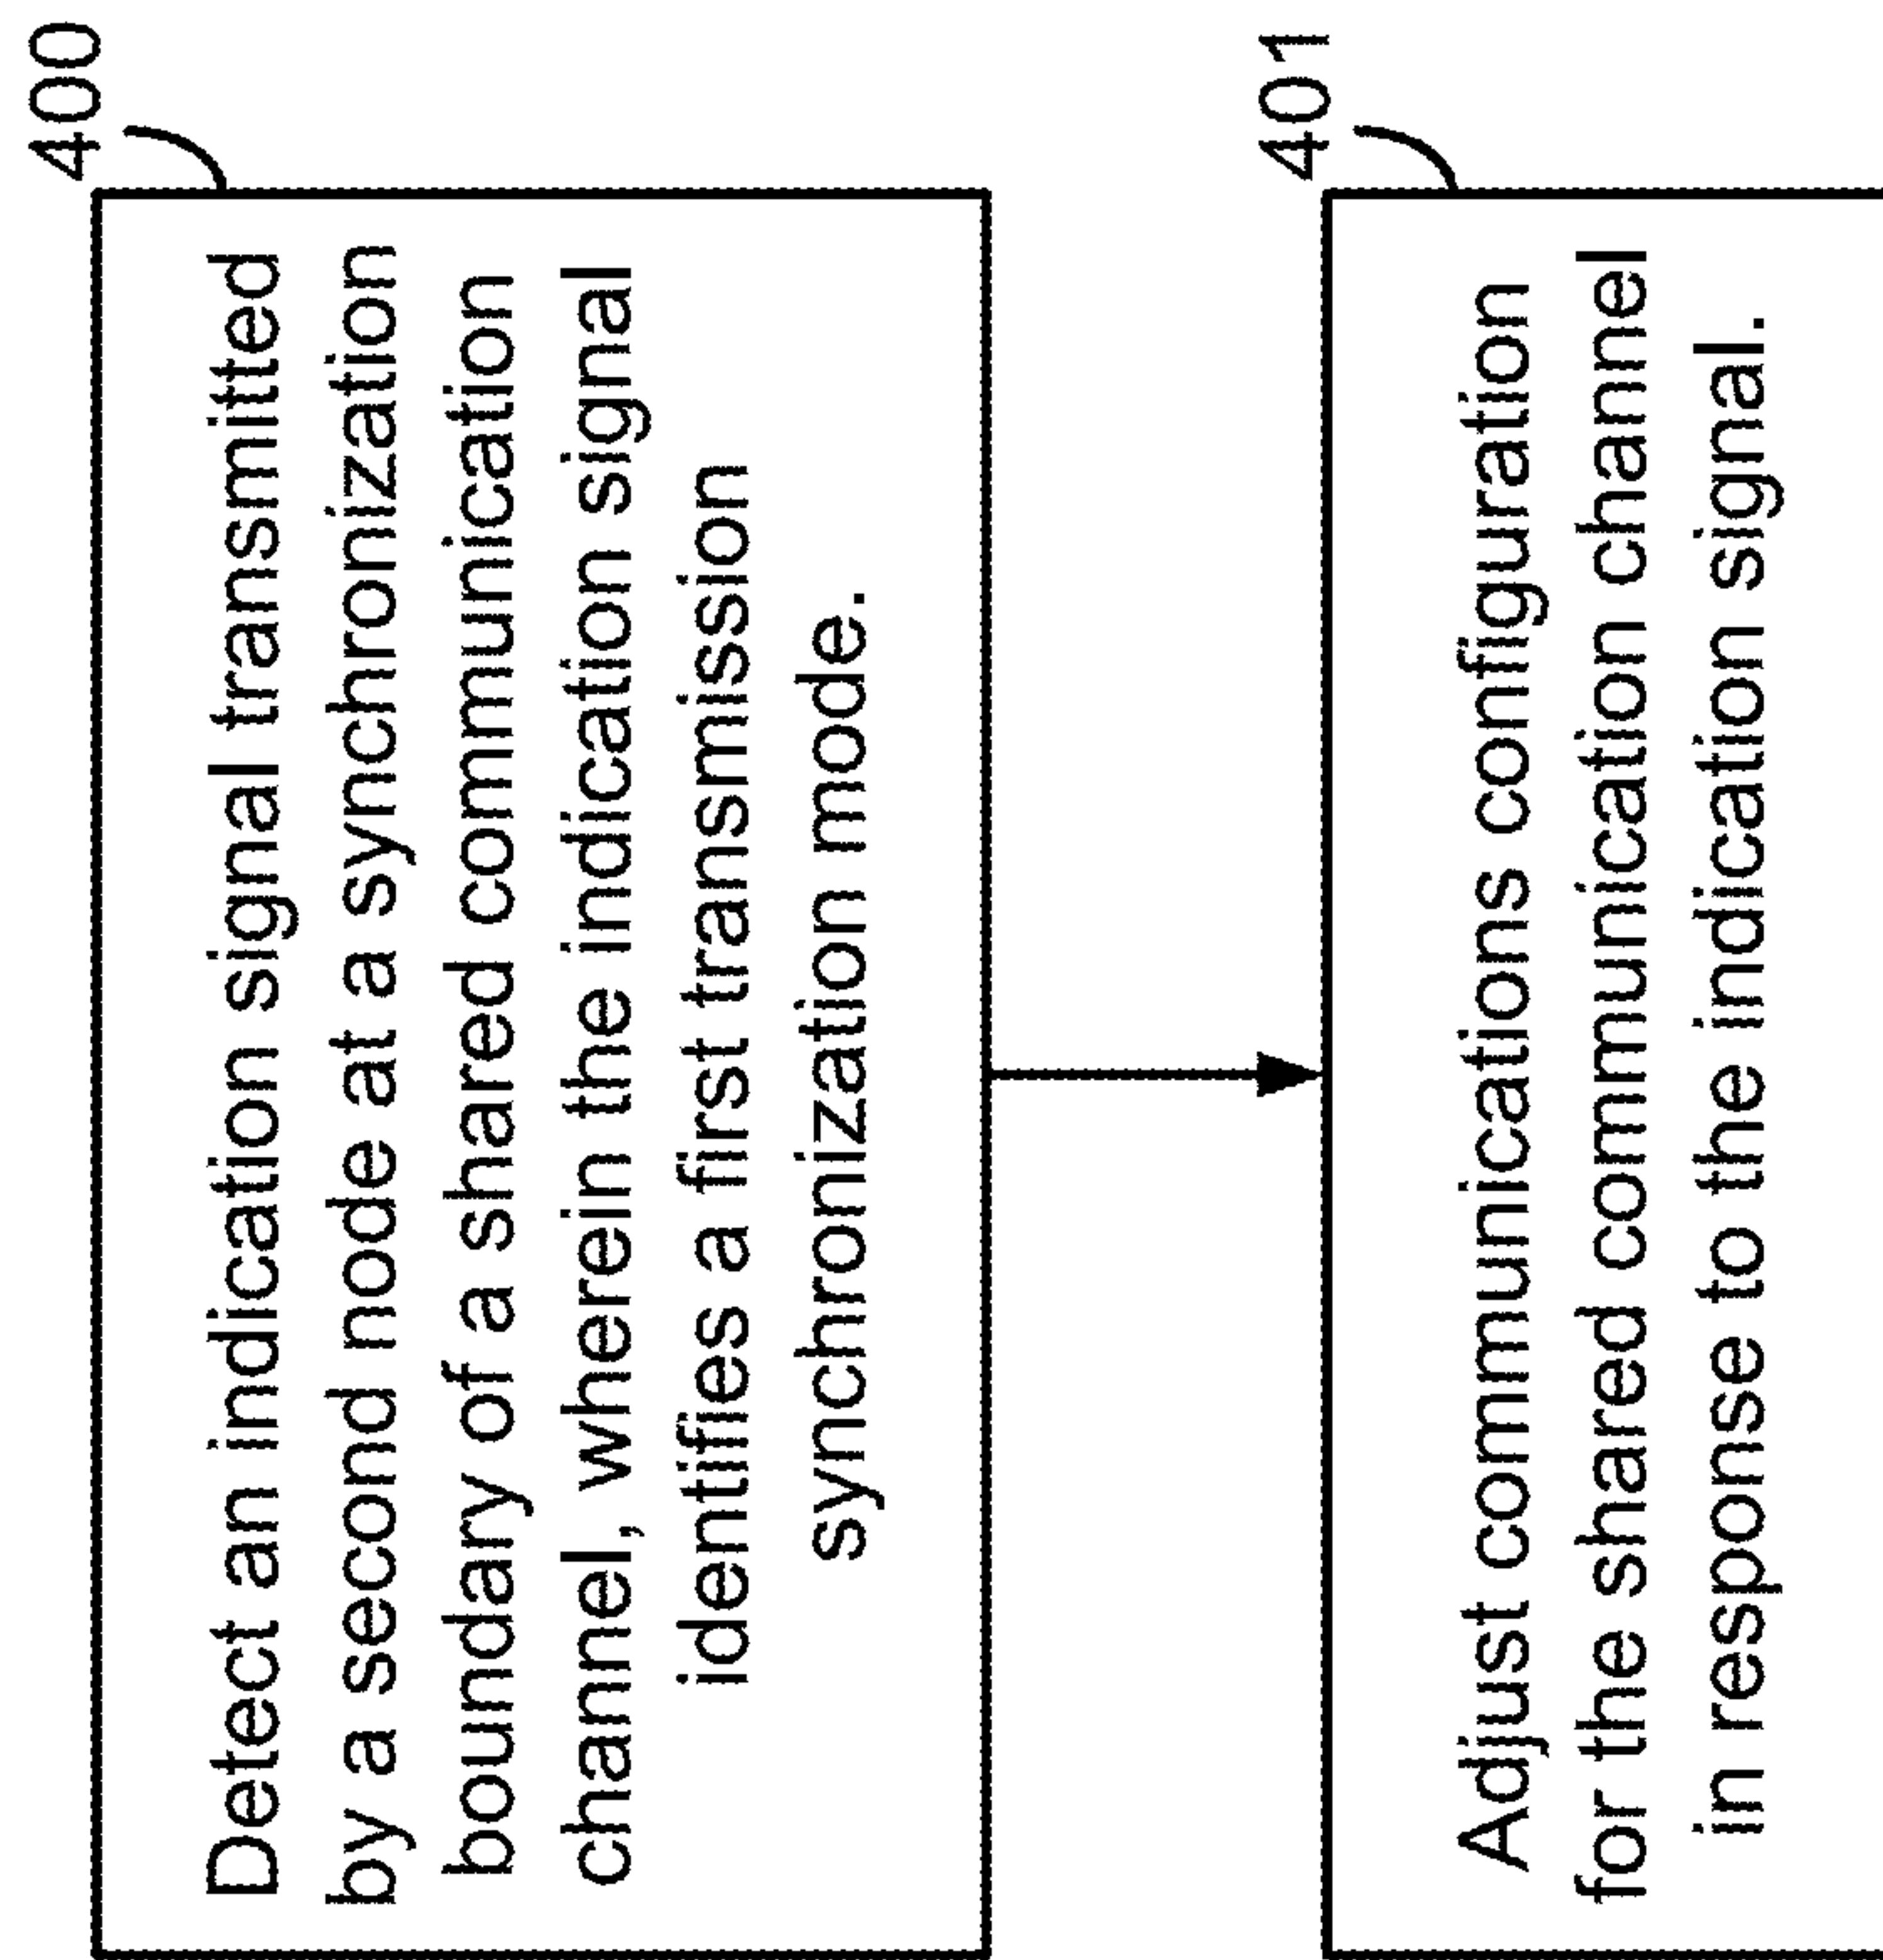 400
Detect an indication signal transmitted
by a second node at a synchronization
boundary of a shared communication
channel, wherein the indication signal
identifies a first transmission
synchronization mode.
401
Adjust communications configuration
for the shared communication channel
in response to the indication signal.